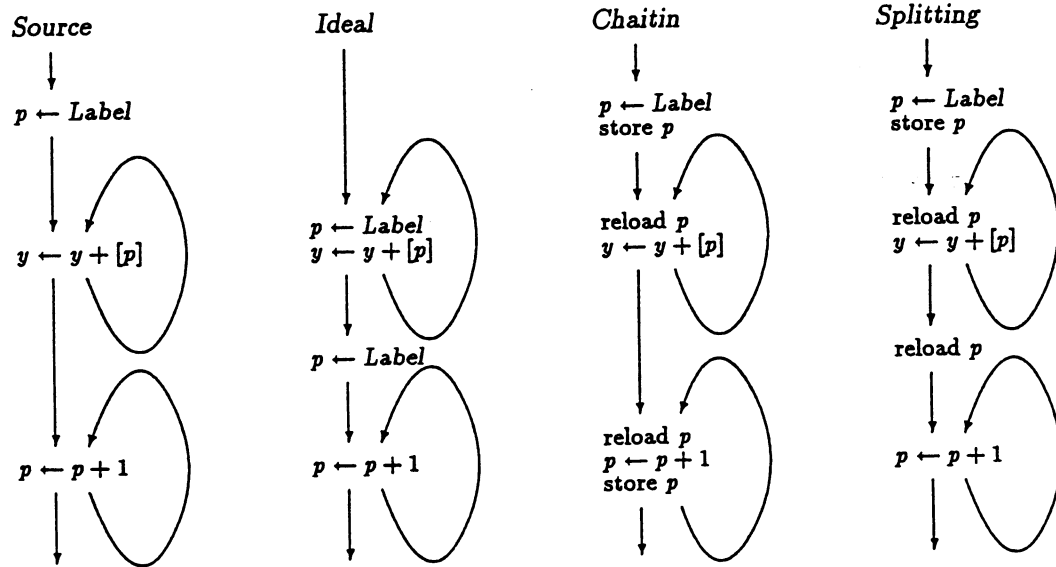 Source
p ← Label
y ← y + [p]
p ← p + 1
Ideal
p ← Label
y ← y + [p]
p ← Label
p ← p + 1
Chaitin
p ← Label
store p
reload p
y ← y + [p]
reload p
p ← p + 1
store p
Splitting
p ← Label
store p
reload p
y ← y + [p]
reload p
p ← p + 1